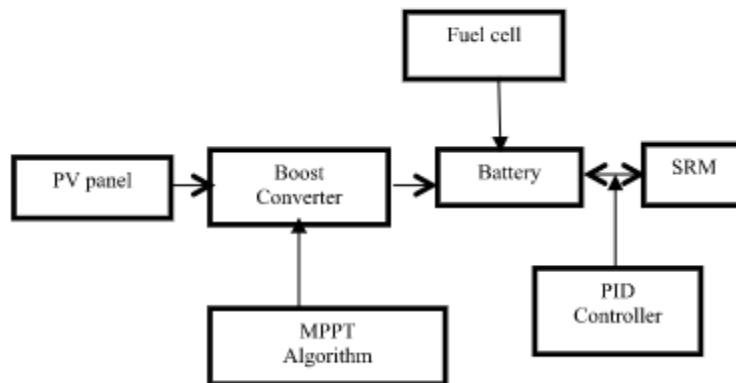 Fuel cell
PV panel
Boost
Converter
Battery
SRM
MPPT
Algorithm
PID
Controller